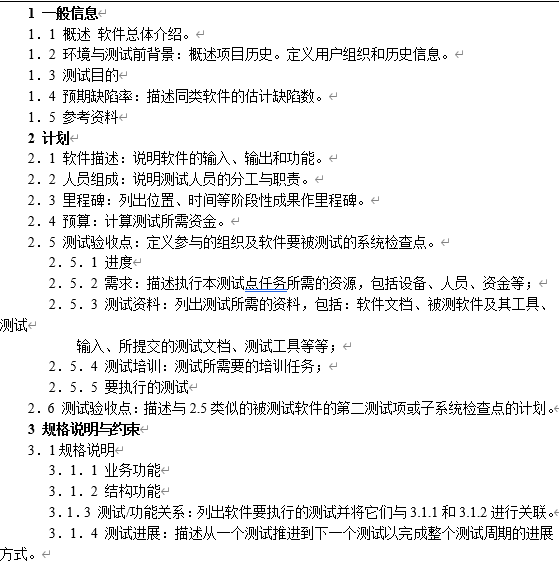 1 一般信息
1．1 概述 软件总体介绍。
1．2 环境与测试前背景：概述项目历史。定义用户组织和历史信息。
1．3 测试目的
1．4 预期缺陷率：描述同类软件的估计缺陷数。
1．5 参考资料
2 计划
2．1 软件描述：说明软件的输入、输出和功能。
2．2 人员组成：说明测试人员的分工与职责。
2．3 里程碑：列出位置、时间等阶段性成果作里程碑。
2．4 预算：计算测试所需资金。
2．5 测试验收点：定义参与的组织及软件要被测试的系统检查点。
2．5．1 进度
2．5．2 需求：描述执行本测试点任务所需的资源，包括设备、人员、资金等；
2．5．3 测试资料：列出测试所需的资料，包括：软件文档、被测软件及其工具、
测试
输入、所提交的测试文档、测试工具等等；
2．5．4 测试培训：测试所需要的培训任务；
2．5．5 要执行的测试
2．6 测试验收点：描述与 2.5 类似的被测试软件的第二测试项或子系统检查点的计划。
3 规格说明与约束
3．1规格说明
3．1．1 业务功能
3．1．2 结构功能
3．1．3 测试/功能关系：列出软件要执行的测试并将它们与 3.1.1 和 3.1.2 进行关联。
3．1．4 测试进展：描述从一个测试推进到下一个测试以完成整个测试周期的进展
方式。